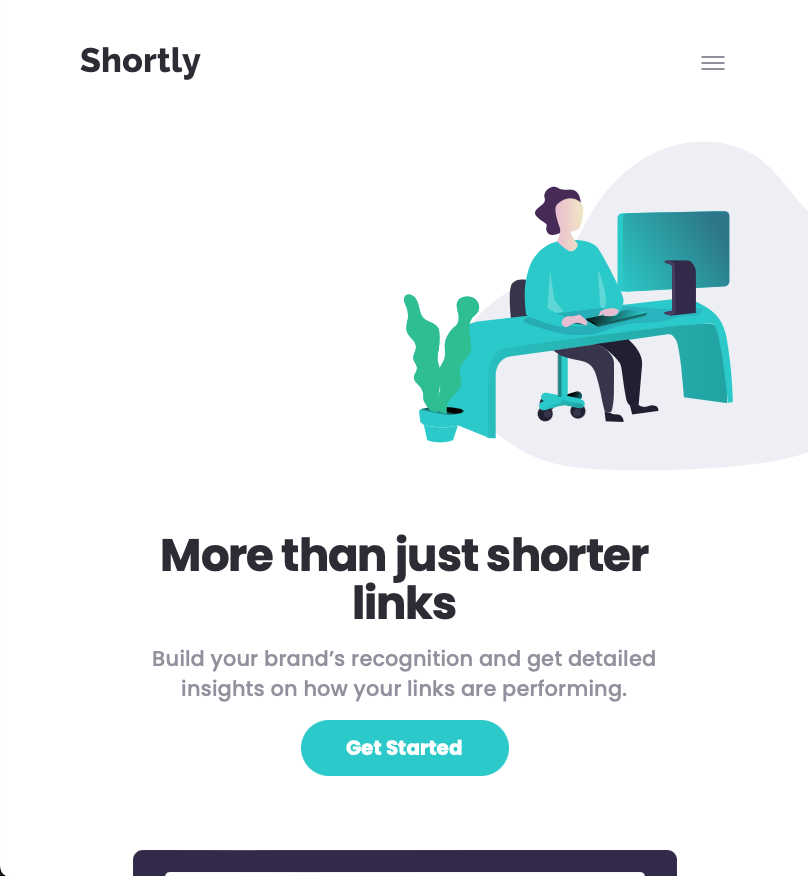 Shortly
More than just shorter
links
Build your brand’s recognition and get detailed
insights on how your links are performing.
Get Started